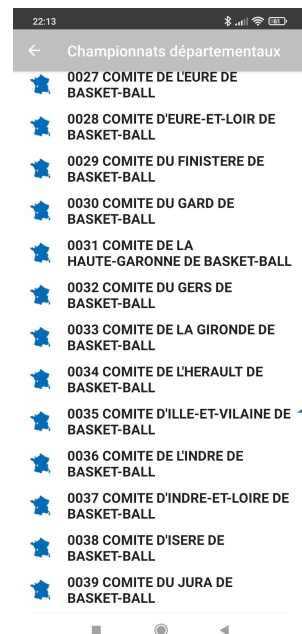 22:13
61
Championnats départementaux
0027 COMITE DE L'EURE DE
BASKET-BALL
0028 COMITE D'EURE-ET-LOIR DE
BASKET-BALL
0029 COMITE DU FINISTERE DE
BASKET-BALL
0030 COMITE DU GARD DE
BASKET-BALL
0031 COMITE DE LA
HAUTE-GARONNE DE BASKET-BALL
0032 COMITE DU GERS DE
BASKET-BALL
0033 COMITE DE LA GIRONDE DE
BASKET-BALL
0034 COMITE DE L'HERAULT DE
BASKET-BALL
0035 COMITE D'ILLE-ET-VILAINE DE
BASKET-BALL
0036 COMITE DE L'INDRE DE
BASKET-BALL
0037 COMITE D'INDRE-ET-LOIRE DE
BASKET-BALL
0038 COMITE D'ISERE DE
BASKET-BALL
0039 COMITE DU JURA DE
BASKET-BALL